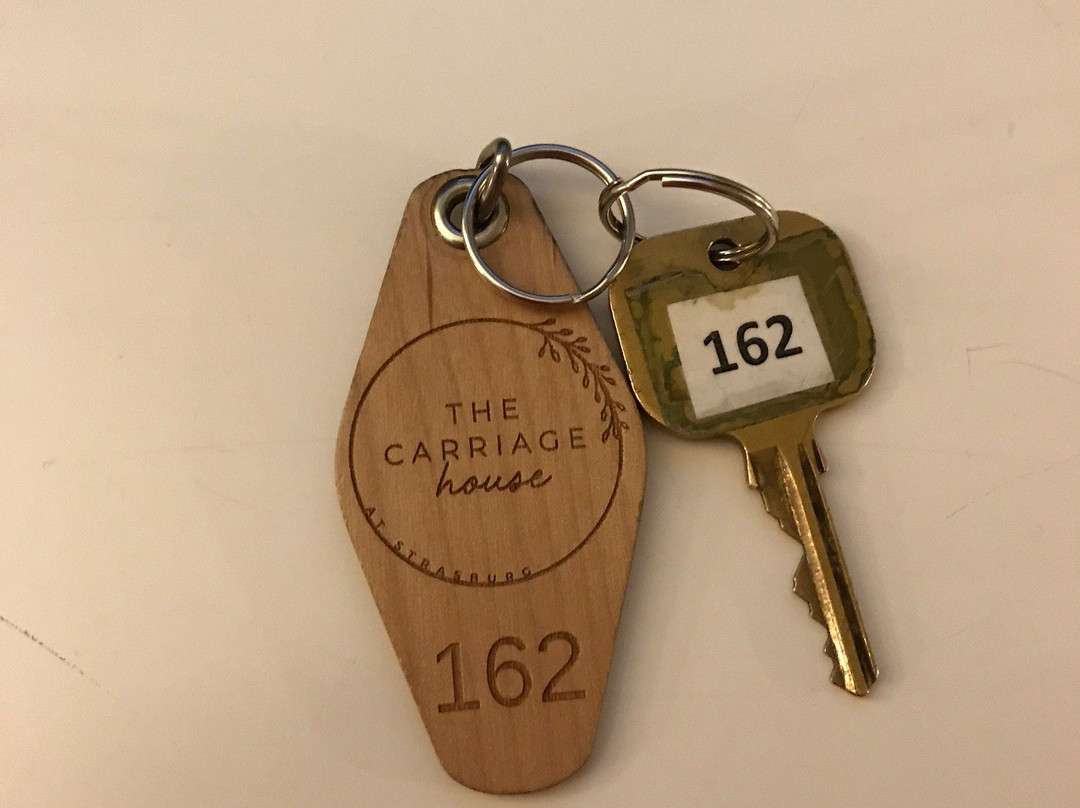 THE
CARRIAGE
house
AT STRASBURG
162
162